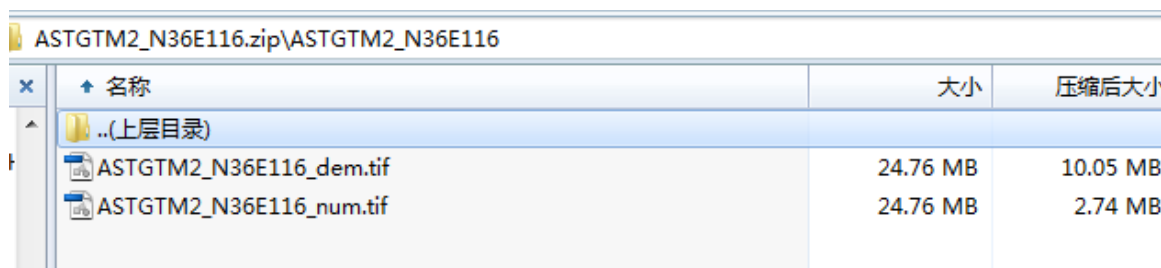 ASTGTM2_N36E116.zip\ASTGTM2_N36E116
名称 大小 压缩后大小
..(上层目录)
ASTGTM2_N36E116_dem.tif 24.76 MB 10.05 MB
ASTGTM2_N36E116_num.tif 24.76 MB 2.74 MB